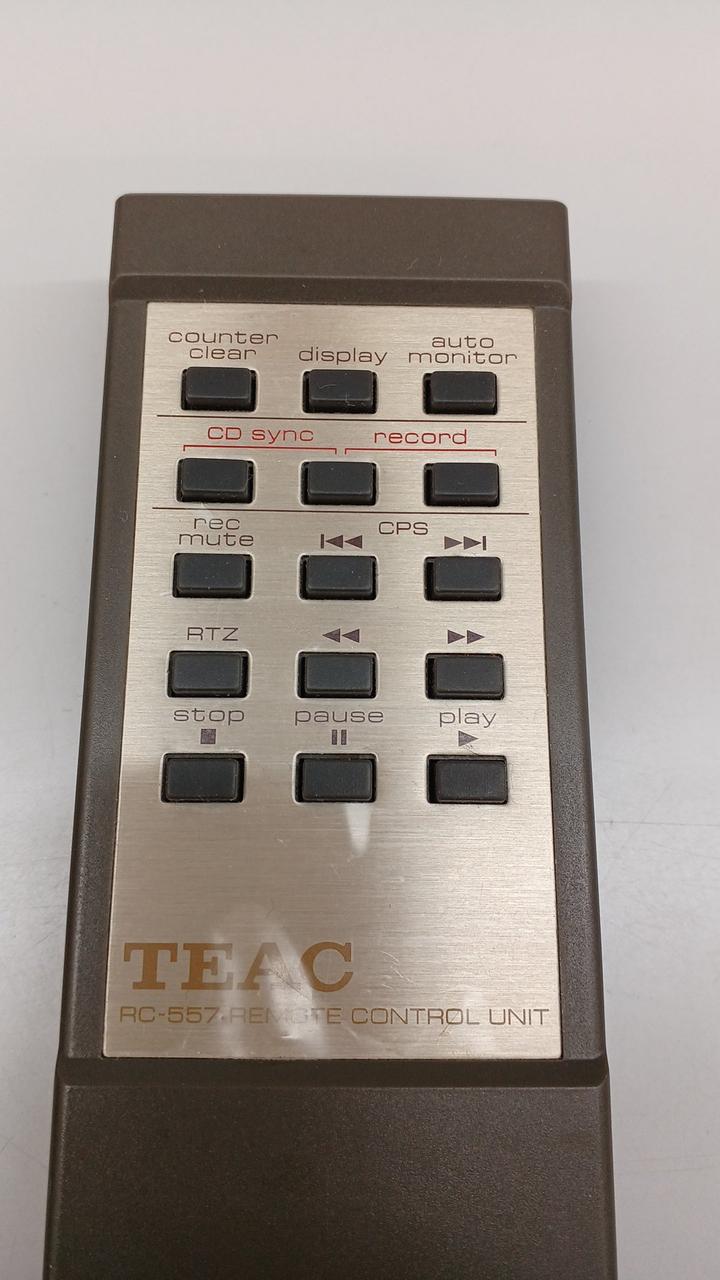 counter clear display auto monitor
CD sync record
rec mute CPS
RTZ
stop pause play
TEAC
RC-557 REMOTE CONTROL UNIT